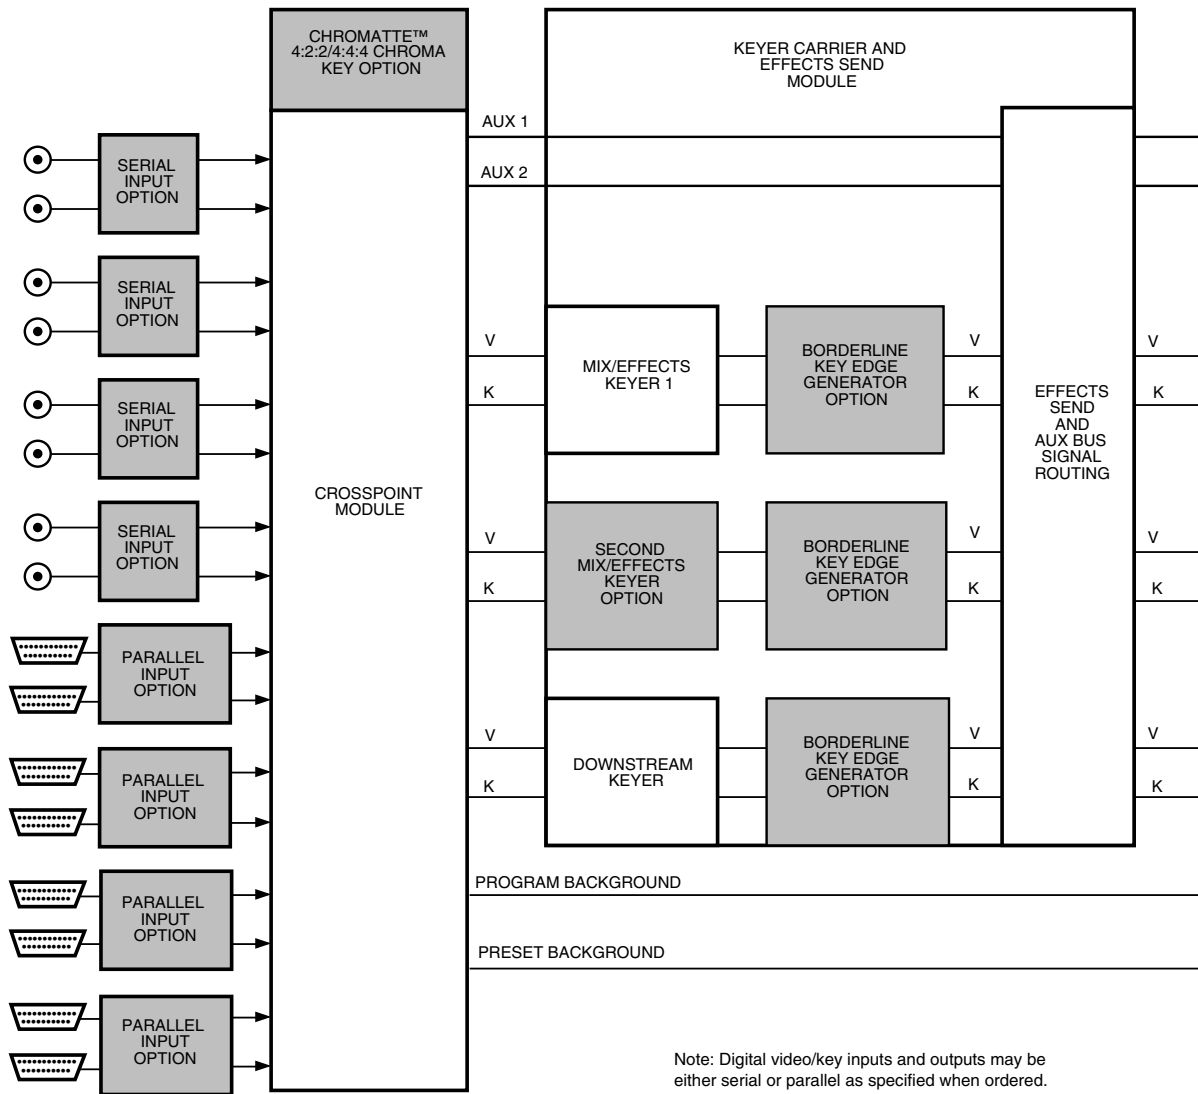 CHROMATTE™
4:2:2/4:4:4 CHROMA
KEY OPTION
KEYER CARRIER AND
EFFECTS SEND
MODULE
AUX 1
AUX 2
SERIAL
INPUT
OPTION
SERIAL
INPUT
OPTION
SERIAL
INPUT
OPTION
SERIAL
INPUT
OPTION
PARALLEL
INPUT
OPTION
PARALLEL
INPUT
OPTION
PARALLEL
INPUT
OPTION
PARALLEL
INPUT
OPTION
CROSSPOINT
MODULE
V
K
MIX/EFFECTS
KEYER 1
BORDERLINE
KEY EDGE
GENERATOR
OPTION
V
K
V
K
SECOND
MIX/EFFECTS
KEYER
OPTION
BORDERLINE
KEY EDGE
GENERATOR
OPTION
V
K
V
K
DOWNSTREAM
KEYER
BORDERLINE
KEY EDGE
GENERATOR
OPTION
V
K
EFFECTS
SEND
AND
AUX BUS
SIGNAL
ROUTING
V
K
V
K
V
K
PROGRAM BACKGROUND
PRESET BACKGROUND
Note: Digital video/key inputs and outputs may be
either serial or parallel as specified when ordered.